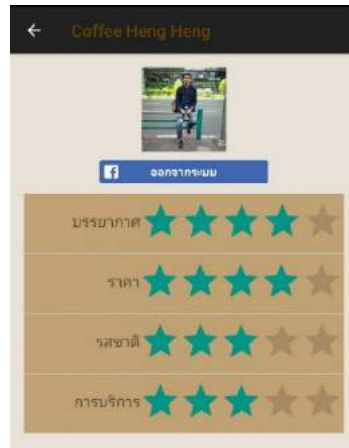 Coffee Heng Heng
ออกจากระบบ
บรรยากาศ
ราคา
รสชาติ
การบริการ